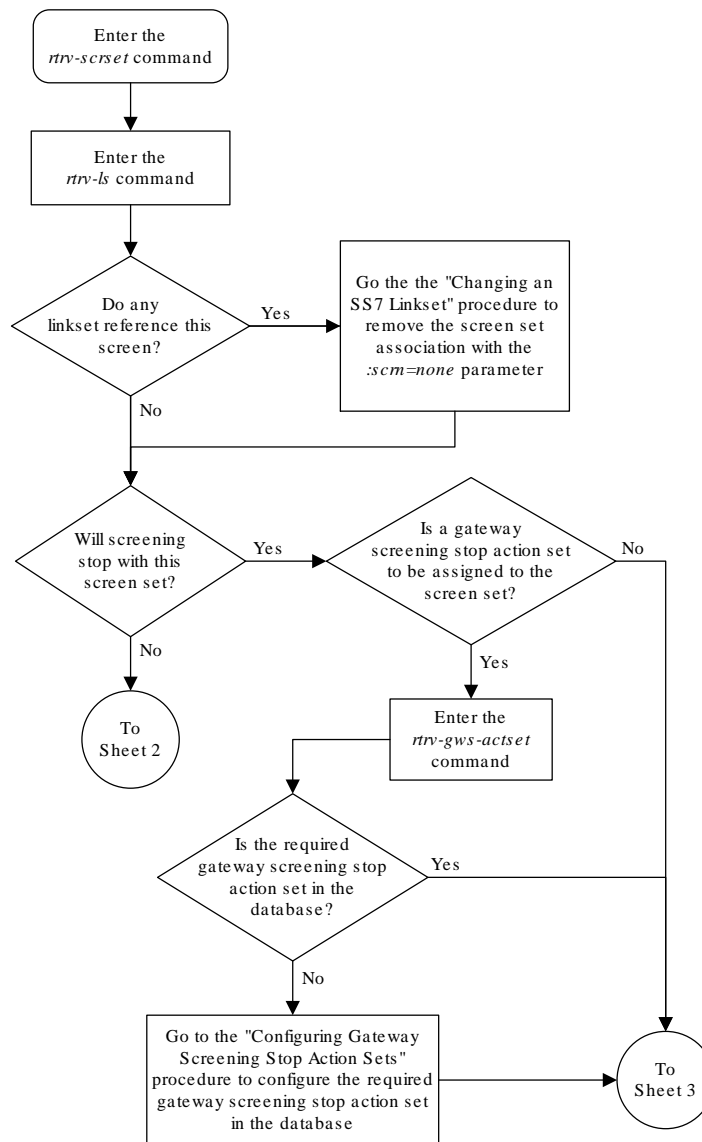 Enter the
rtrv-scrset command
Enter the
rtrv-ls command
Do any
linkset reference this
screen?
Yes
No
Go the the "Changing an
SS7 Linkset" procedure to
remove the screen set
association with the
:scrn=none parameter
Will screening
stop with this
screen set?
Yes
No
Is a gateway
screening stop action set
to be assigned to the
screen set?
No
Yes
To
Sheet 2
Enter the
rtrv-gws-actset
command
Is the required
gateway screening stop
action set in the
database?
Yes
No
Go to the "Configuring Gateway
Screening Stop Action Sets"
procedure to configure the required
gateway screening stop action set
in the database
To
Sheet 3